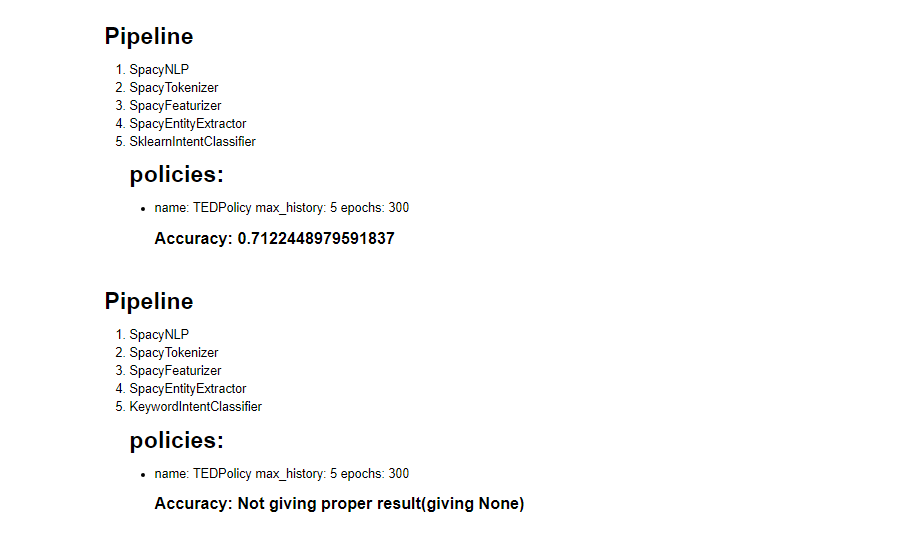 Pipeline
1. SpacyNLP
2. SpacyTokenizer
3. SpacyFeaturizer
4. SpacyEntityExtractor
5. SklearnIntentClassifier
policies:
• name: TEDPolicy max_history: 5 epochs: 300
Accuracy: 0.7122448979591837
Pipeline
1. SpacyNLP
2. SpacyTokenizer
3. SpacyFeaturizer
4. SpacyEntityExtractor
5. KeywordIntentClassifier
policies:
• name: TEDPolicy max_history: 5 epochs: 300
Accuracy: Not giving proper result(giving None)